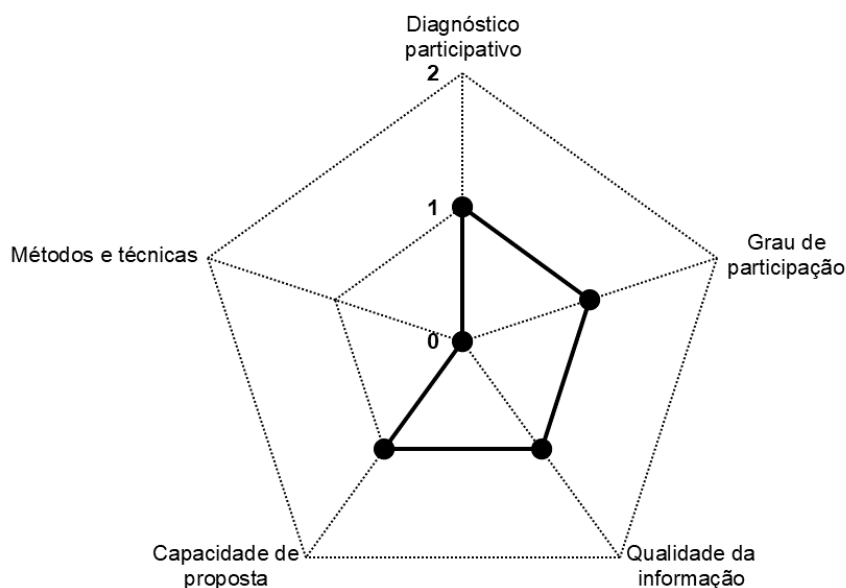 Diagnóstico
participativo
2
1
Métodos e técnicas
Grau de
participação
0
Capacidade de
proposta
Qualidade da
informação